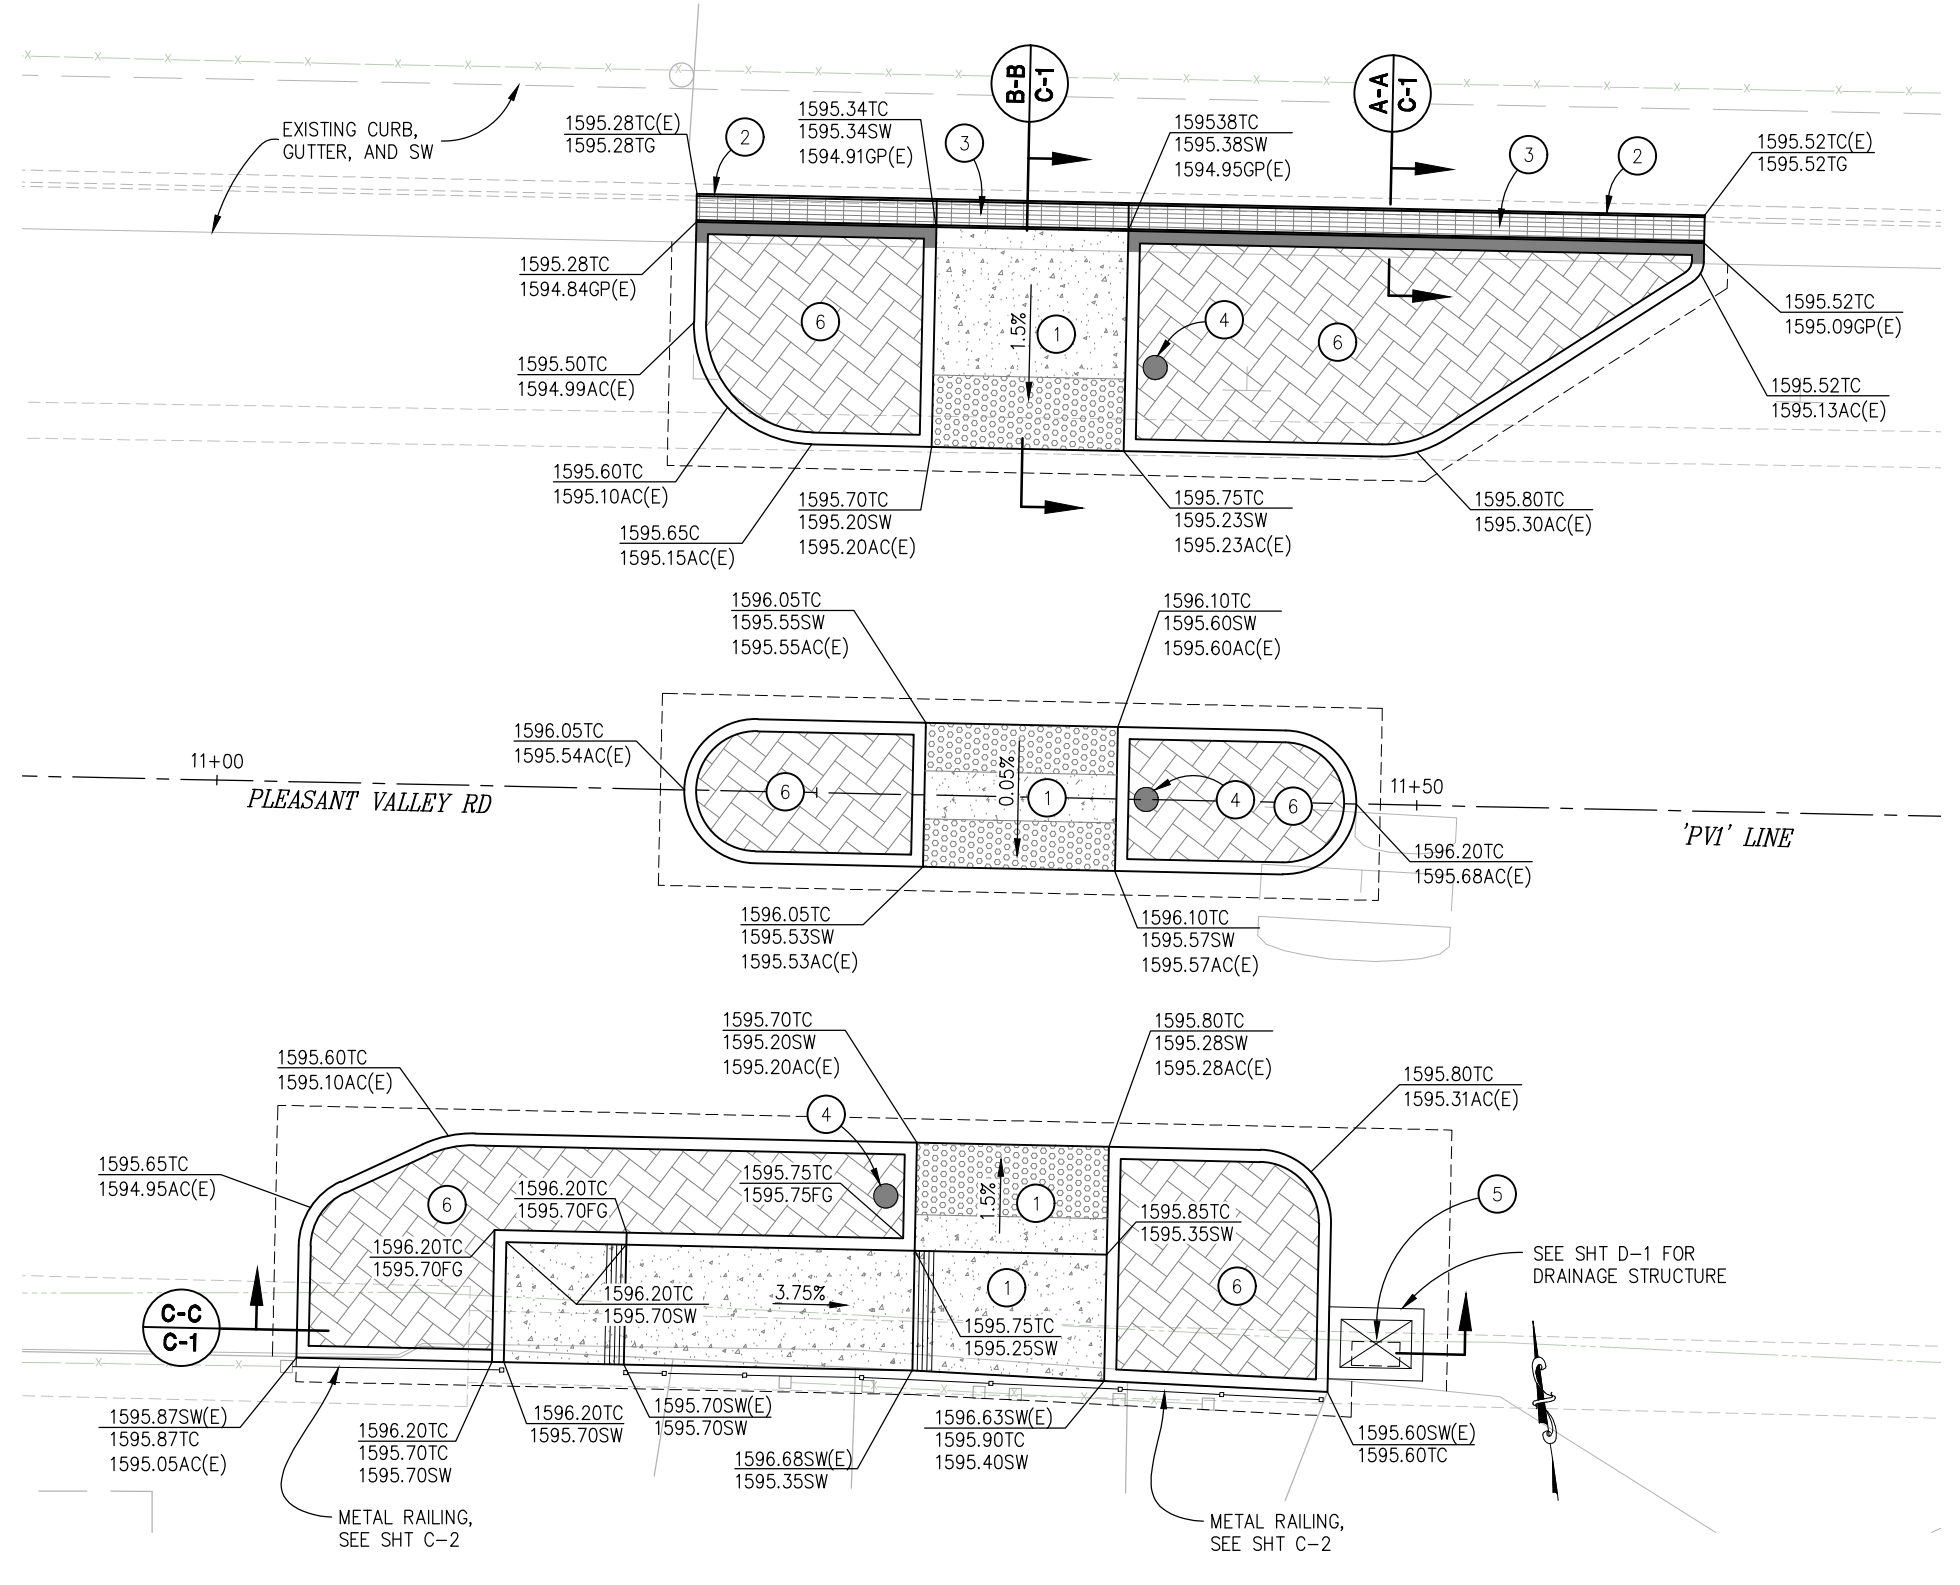 B-B
C-1
A-A
C-1
EXISTING CURB,
GUTTER, AND SW
1595.28TC(E)
1595.28TG
2
1595.34TC
1595.34SW
1594.91GP(E)
3
159538TC
1595.38SW
1594.95GP(E)
3
2
1595.52TC(E)
1595.52TG
1595.28TC
1594.84GP(E)
6
1.5%
1
4
6
1595.52TC
1595.09GP(E)
1595.50TC
1594.99AC(E)
1595.52TC
1595.13AC(E)
1595.60TC
1595.10AC(E)
1595.65C
1595.15AC(E)
1595.70TC
1595.20SW
1595.20AC(E)
1595.75TC
1595.23SW
1595.23AC(E)
1595.80TC
1595.30AC(E)
1596.05TC
1595.55SW
1595.55AC(E)
1596.10TC
1595.60SW
1595.60AC(E)
1596.05TC
1595.54AC(E)
11+00
PLEASANT VALLEY RD
6
0.05%
1
4
6
11+50
'PV1' LINE
1596.20TC
1595.68AC(E)
1596.05TC
1595.53SW
1595.53AC(E)
1596.10TC
1595.57SW
1595.57AC(E)
1595.70TC
1595.20SW
1595.20AC(E)
1595.80TC
1595.28SW
1595.28AC(E)
1595.60TC
1595.10AC(E)
4
1595.80TC
1595.31AC(E)
1595.65TC
1594.95AC(E)
6
1596.20TC
1595.70FG
1595.75TC
1595.75FG
1.5%
1
1595.85TC
1595.35SW
5
1596.20TC
1595.70FG
1596.20TC
1595.70SW
3.75%
1
6
SEE SHT D-1 FOR
DRAINAGE STRUCTURE
C-C
C-1
1595.75TC
1595.25SW
1595.87SW(E)
1595.87TC
1595.05AC(E)
1596.20TC
1595.70TC
1595.70SW
1596.20TC
1595.70SW
1595.70SW(E)
1595.70SW
1596.68SW(E)
1595.35SW
1596.63SW(E)
1595.90TC
1595.40SW
1595.60SW(E)
1595.60TC
METAL RAILING,
SEE SHT C-2
METAL RAILING,
SEE SHT C-2